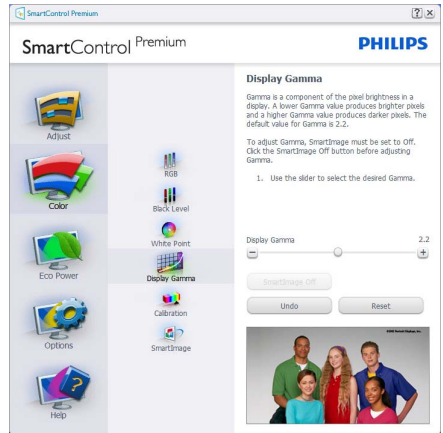 SmartControl Premium
SmartControl Premium
PHILIPS
Adjust
Color
Eco Power
Options
Help
RGB
Black Level
White Point
Display Gamma
Calibration
SmartImage
Display Gamma
Gamma is a component of the pixel brightness in a
display. A lower Gamma value produces brighter pixels
and a higher Gamma value produces darker pixels. The
default value for Gamma is 2.2.
To adjust Gamma, SmartImage must be set to Off.
Click the SmartImage Off button before adjusting
Gamma.
1. Use the slider to select the desired Gamma.
Display Gamma 2.2
SmartImage Off
Undo Reset